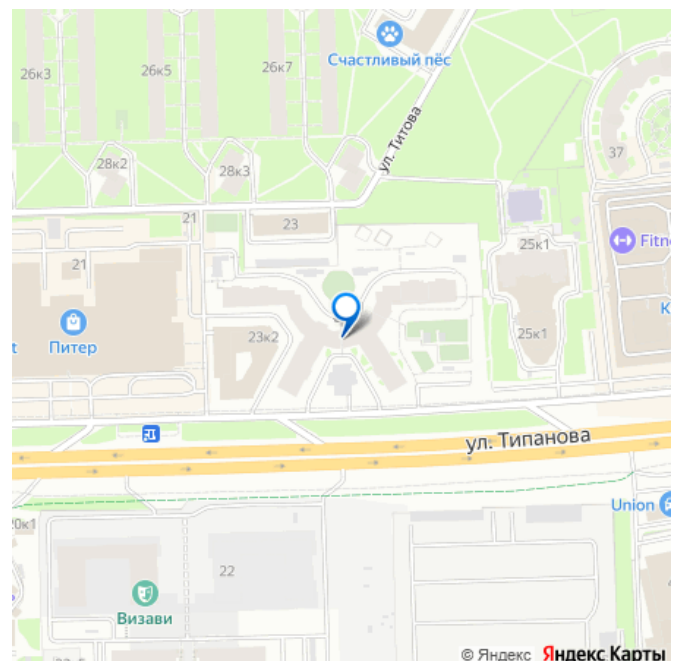 Счастливый пёс
26к3
26к5
26к7
ул. Титова
28к2
28к3
37
21
23
25к1
Fitne
21
Питер
23к2
25к1
К
ул. Типанова
20к1
Union
22
Визави
© Яндекс Яндекс Карты